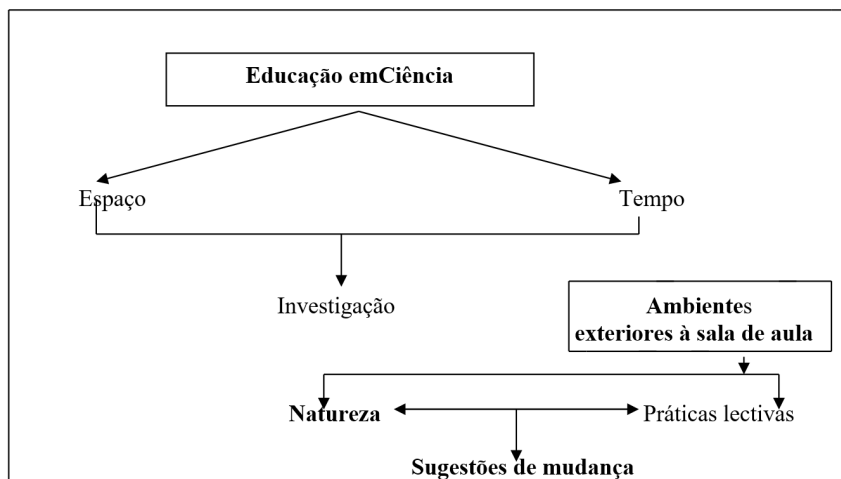 Educação emCiência
Espaço
Tempo
Investigação
Ambientes
exteriores à sala de aula
Natureza
Práticas lectivas
Sugestões de mudança